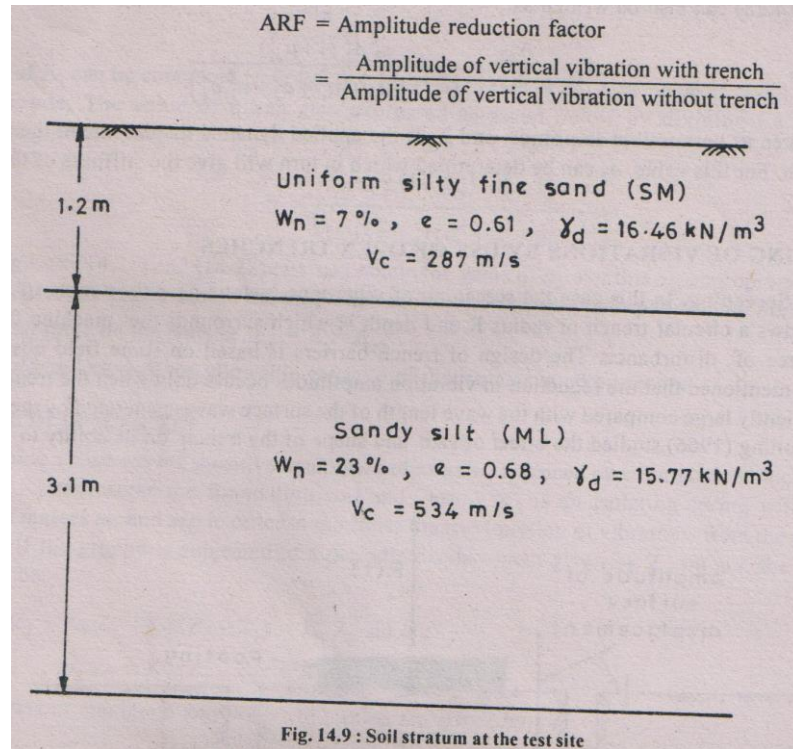 ARF = Amplitude reduction factor
= Amplitude of vertical vibration with trench
Amplitude of vertical vibration without trench
1.2 m
Uniform silty fine sand (SM)
Wn = 7 %, e = 0.61, γd = 16.46 kN/m³
Vc = 287 m/s
Sandy silt (ML)
Wn = 23 %, e = 0.68, γd = 15.77 kN/m³
3.1 m
Vc = 534 m/s
Fig. 14.9 : Soil stratum at the test site